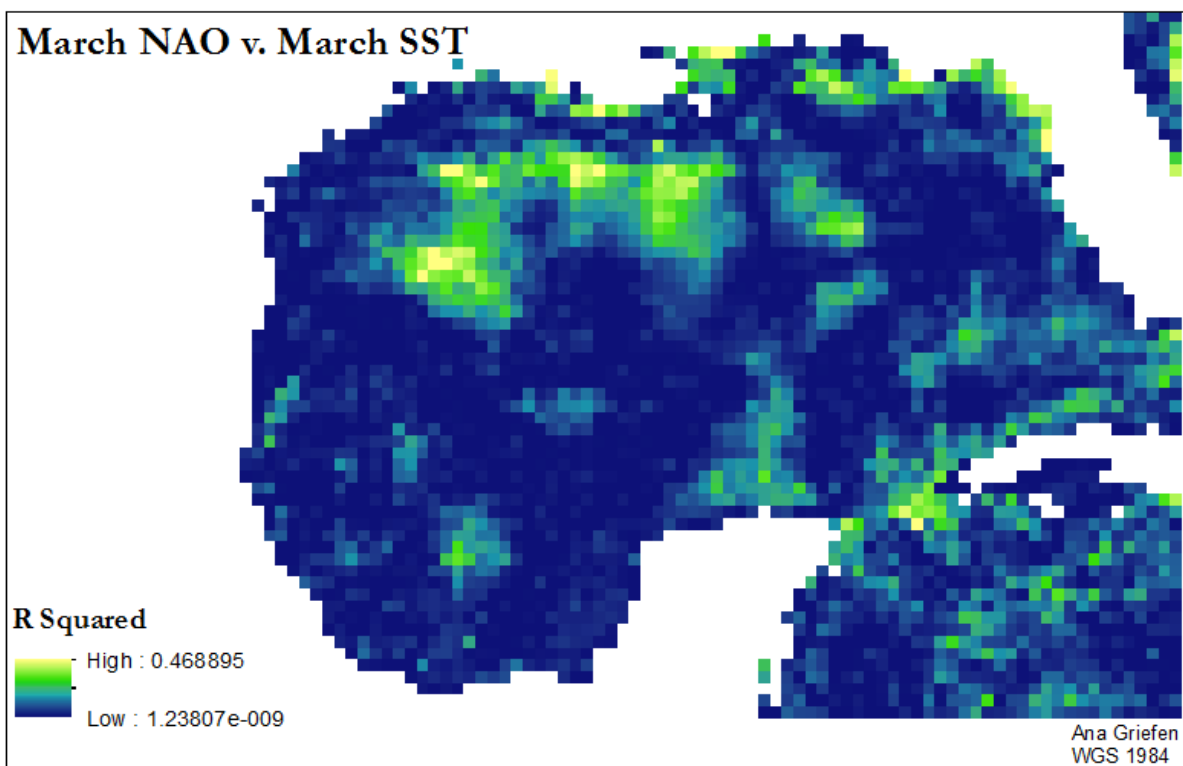 March NAO v. March SST
R Squared
High : 0.468895
Low : 1.23807e-009
Ana Griefen
WGS 1984